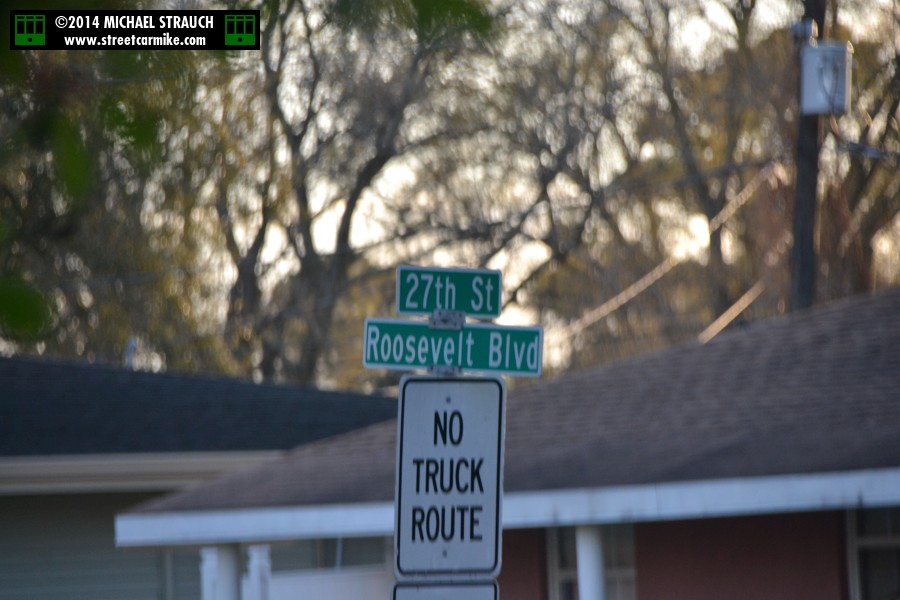 ©2014 MICHAEL STRAUCH
www.streetcarmike.com
27th St
Roosevelt Blvd
NO
TRUCK
ROUTE